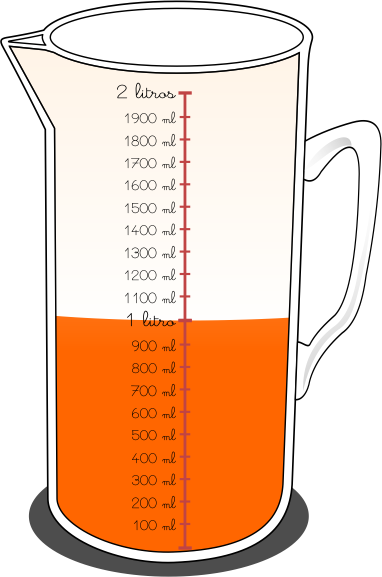 2 litros
1900 ml
1800 ml
1700 ml
1600 ml
1500 ml
1400 ml
1300 ml
1200 ml
1100 ml
1 litro
900 ml
800 ml
700 ml
600 ml
500 ml
400 ml
300 ml
200 ml
100 ml